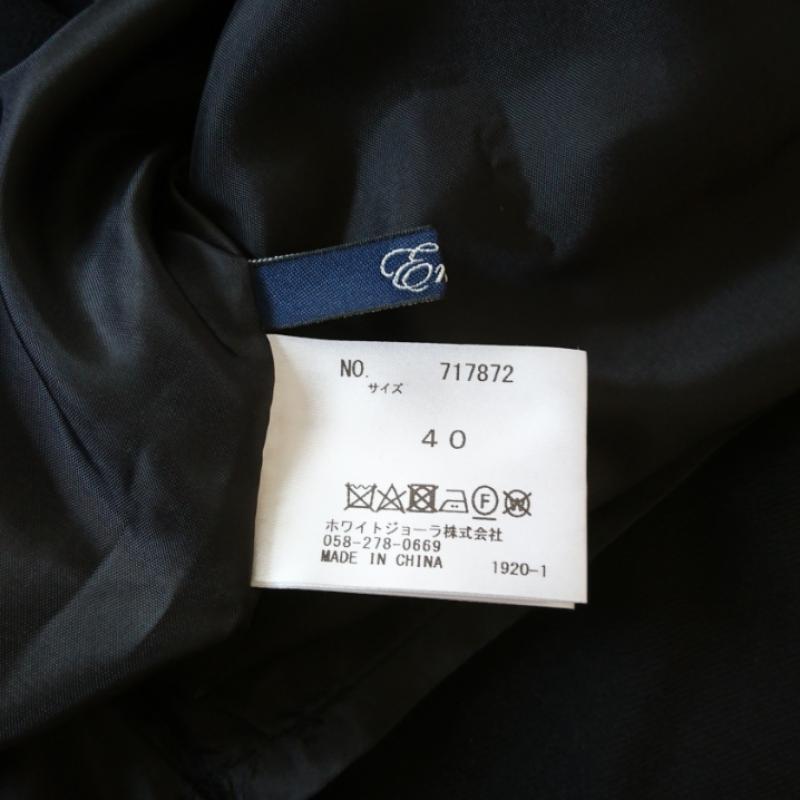 NO. 717872
サイズ
40
F W
ホワイトジョーラ株式会社
058-278-0669
MADE IN CHINA 1920-1